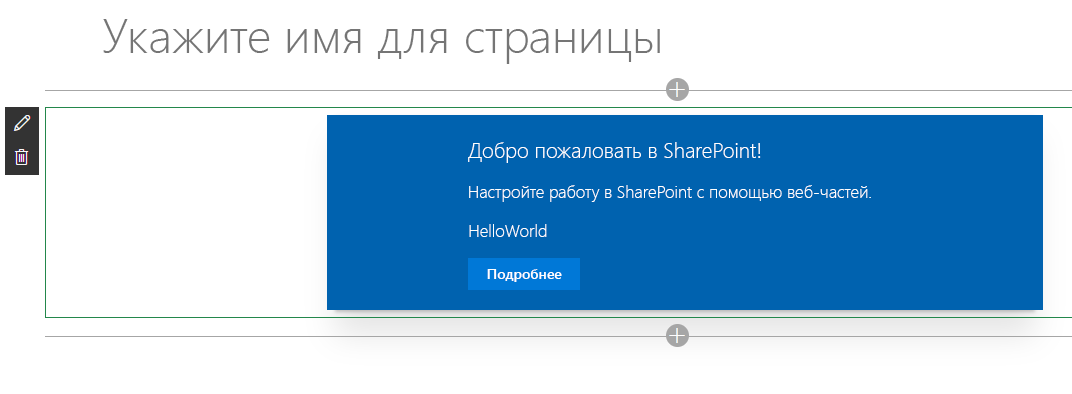 Укажите имя для страницы
Добро пожаловать в SharePoint!
Настройте работу в SharePoint с помощью веб-частей.
HelloWorld
Подробнее